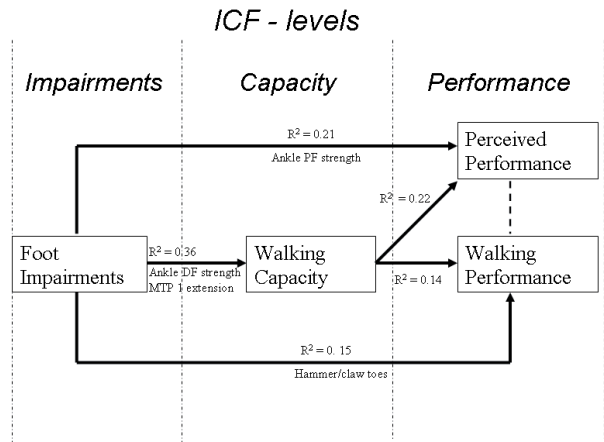 ICF - levels
Impairments
Capacity
Performance
R² = 0.21
Ankle PF strength
Perceived
Performance
R² = 0.22
Foot
Impairments
R² = 0.36
Ankle DF strength
MTP 1 extension
Walking
Capacity
R² = 0.14
Walking
Performance
R² = 0. 15
Hammer/claw toes